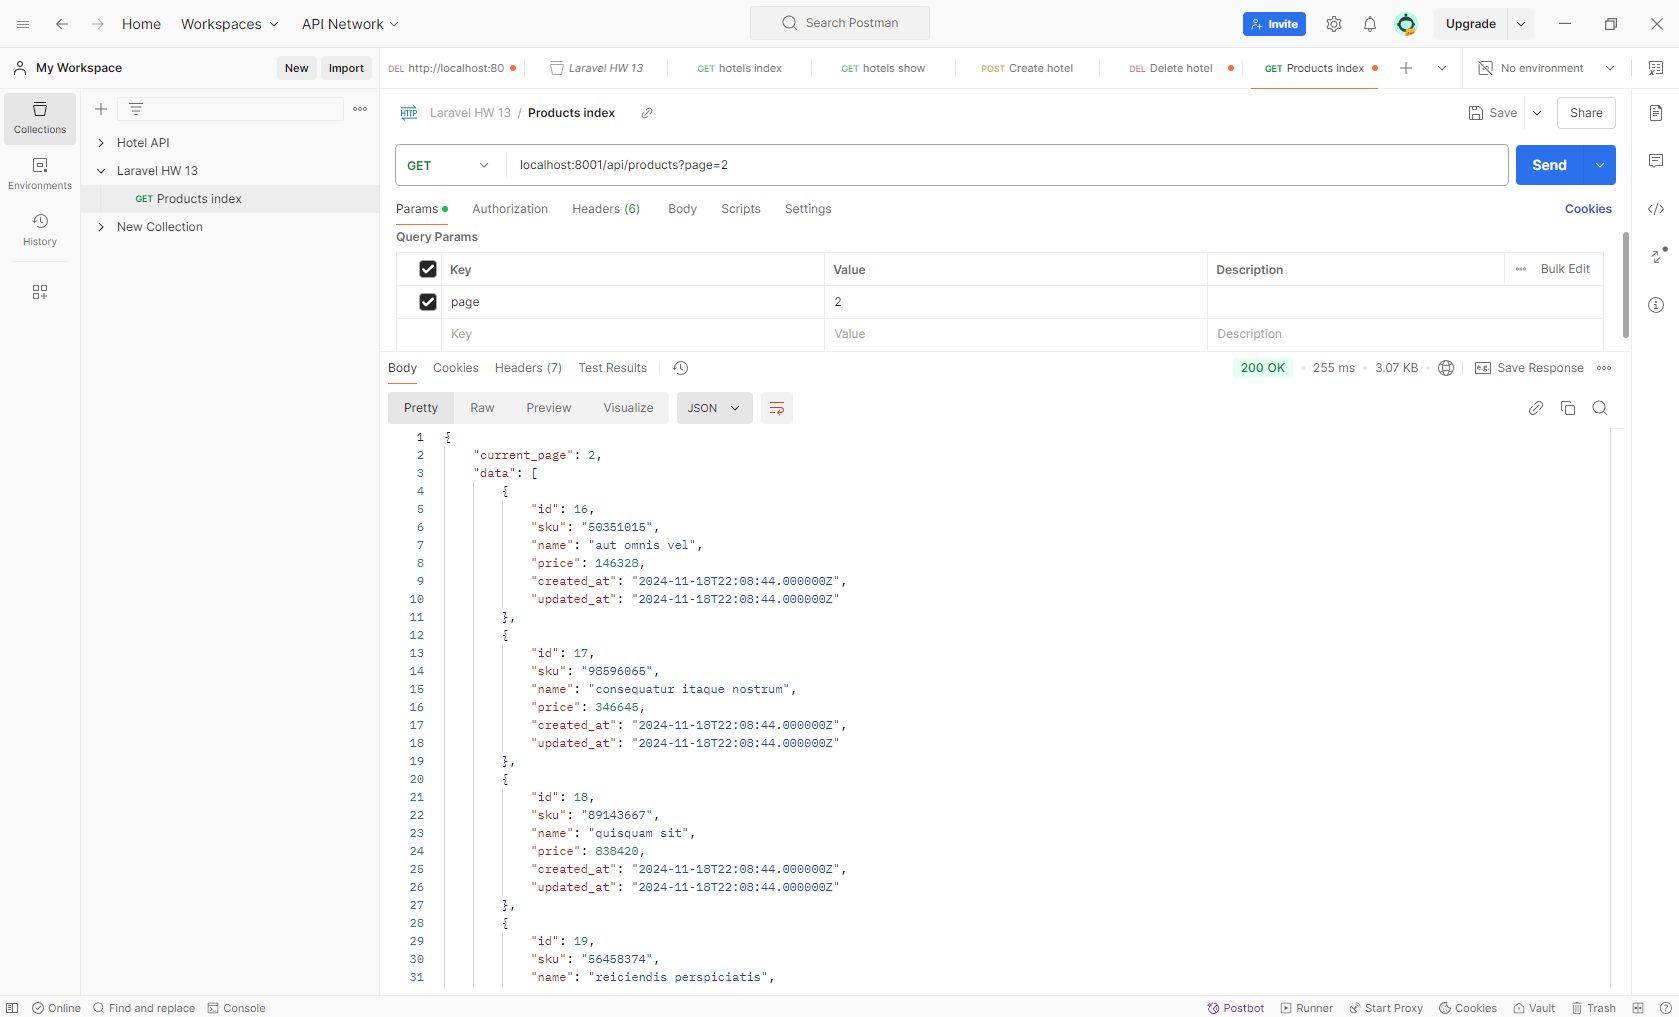 Home Workspaces API Network Search Postman Invite Upgrade
My Workspace New Import DEL http://localhost:80 Laravel HW 13 GET hotels index GET hotels show POST Create hotel DEL Delete hotel GET Products index No environment
Collections
Environments
History
Hotel API
Laravel HW 13
GET Products index
New Collection
HTTP Laravel HW 13 / Products index Save Share
GET localhost:8001/api/products?page=2 Send
Params Authorization Headers (6) Body Scripts Settings Cookies
Query Params
Key Value Description Bulk Edit
page 2
Key Value Description
Body Cookies Headers (7) Test Results 200 OK 255 ms 3.07 KB e.g. Save Response
Pretty Raw Preview Visualize JSON
1 {
2 "current_page": 2,
3 "data": [
4 {
5 "id": 16,
6 "sku": "50351015",
7 "name": "aut omnis vel",
8 "price": 146328,
9 "created_at": "2024-11-18T22:08:44.000000Z",
10 "updated_at": "2024-11-18T22:08:44.000000Z"
11 },
12 {
13 "id": 17,
14 "sku": "98596065",
15 "name": "consequatur itaque nostrum",
16 "price": 346645,
17 "created_at": "2024-11-18T22:08:44.000000Z",
18 "updated_at": "2024-11-18T22:08:44.000000Z"
19 },
20 {
21 "id": 18,
22 "sku": "89143667",
23 "name": "quisquam sit",
24 "price": 838420,
25 "created_at": "2024-11-18T22:08:44.000000Z",
26 "updated_at": "2024-11-18T22:08:44.000000Z"
27 },
28 {
29 "id": 19,
30 "sku": "56458374",
31 "name": "reiciendis perspiciatis",
Online Find and replace Console Postbot Runner Start Proxy Cookies Vault Trash